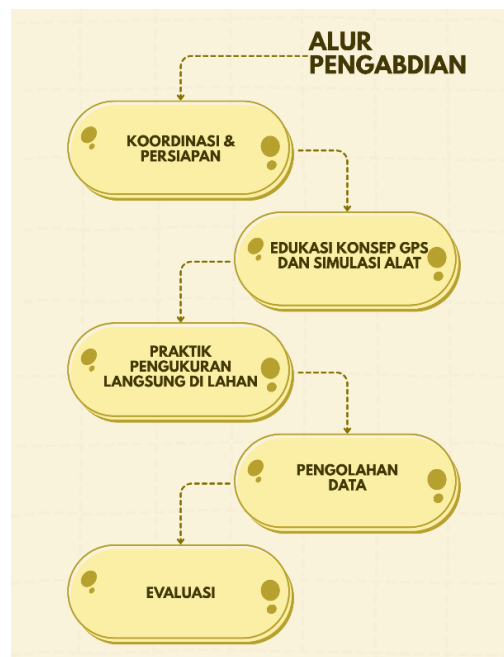 ALUR
PENGABDIAN
KOORDINASI &
PERSIAPAN
EDUKASI KONSEP GPS
DAN SIMULASI ALAT
PRAKTIK
PENGUKURAN
LANGSUNG DI LAHAN
PENGOLAHAN
DATA
EVALUASI